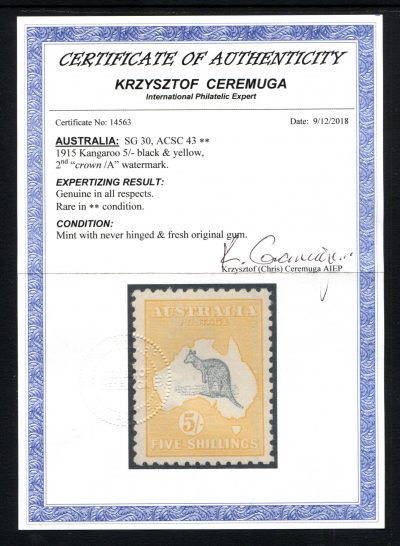 CERTIFICATE OF AUTHENTICITY
KRZYSZTOF CEREMUGA
International Philatelic Expert
Certificate No: 14563 Date: 9/12/2018
AUSTRALIA: SG 30, ACSC 43 **
1915 Kangaroo 5/- black & yellow,
2nd "crown /A" watermark.
EXPERTIZING RESULT:
Genuine in all respects.
Rare in ** condition.
CONDITION:
Mint with never hinged & fresh original gum.
K. Ceremuga
Krzysztof (Chris) Ceremuga AIEP
AUSTRALIA
POSTAGE
5/-
FIVE SHILLINGS